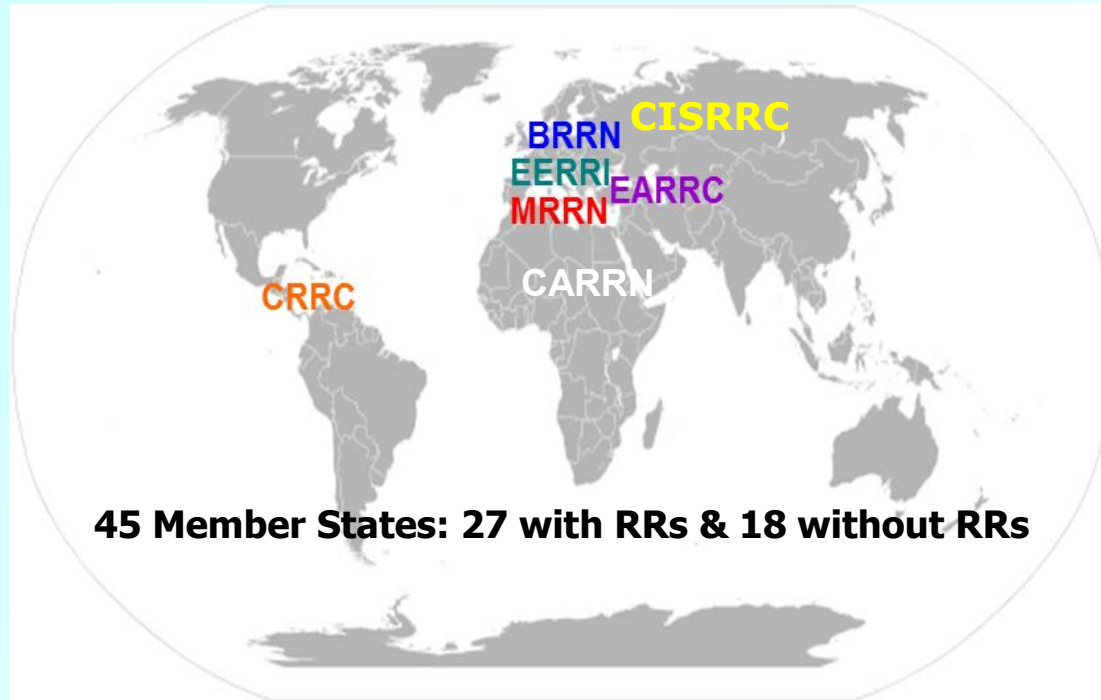 CISRRC
BRRN
EERRI
EARRC
MRRN
CARRN
CRRC
45 Member States: 27 with RRs & 18 without RRs